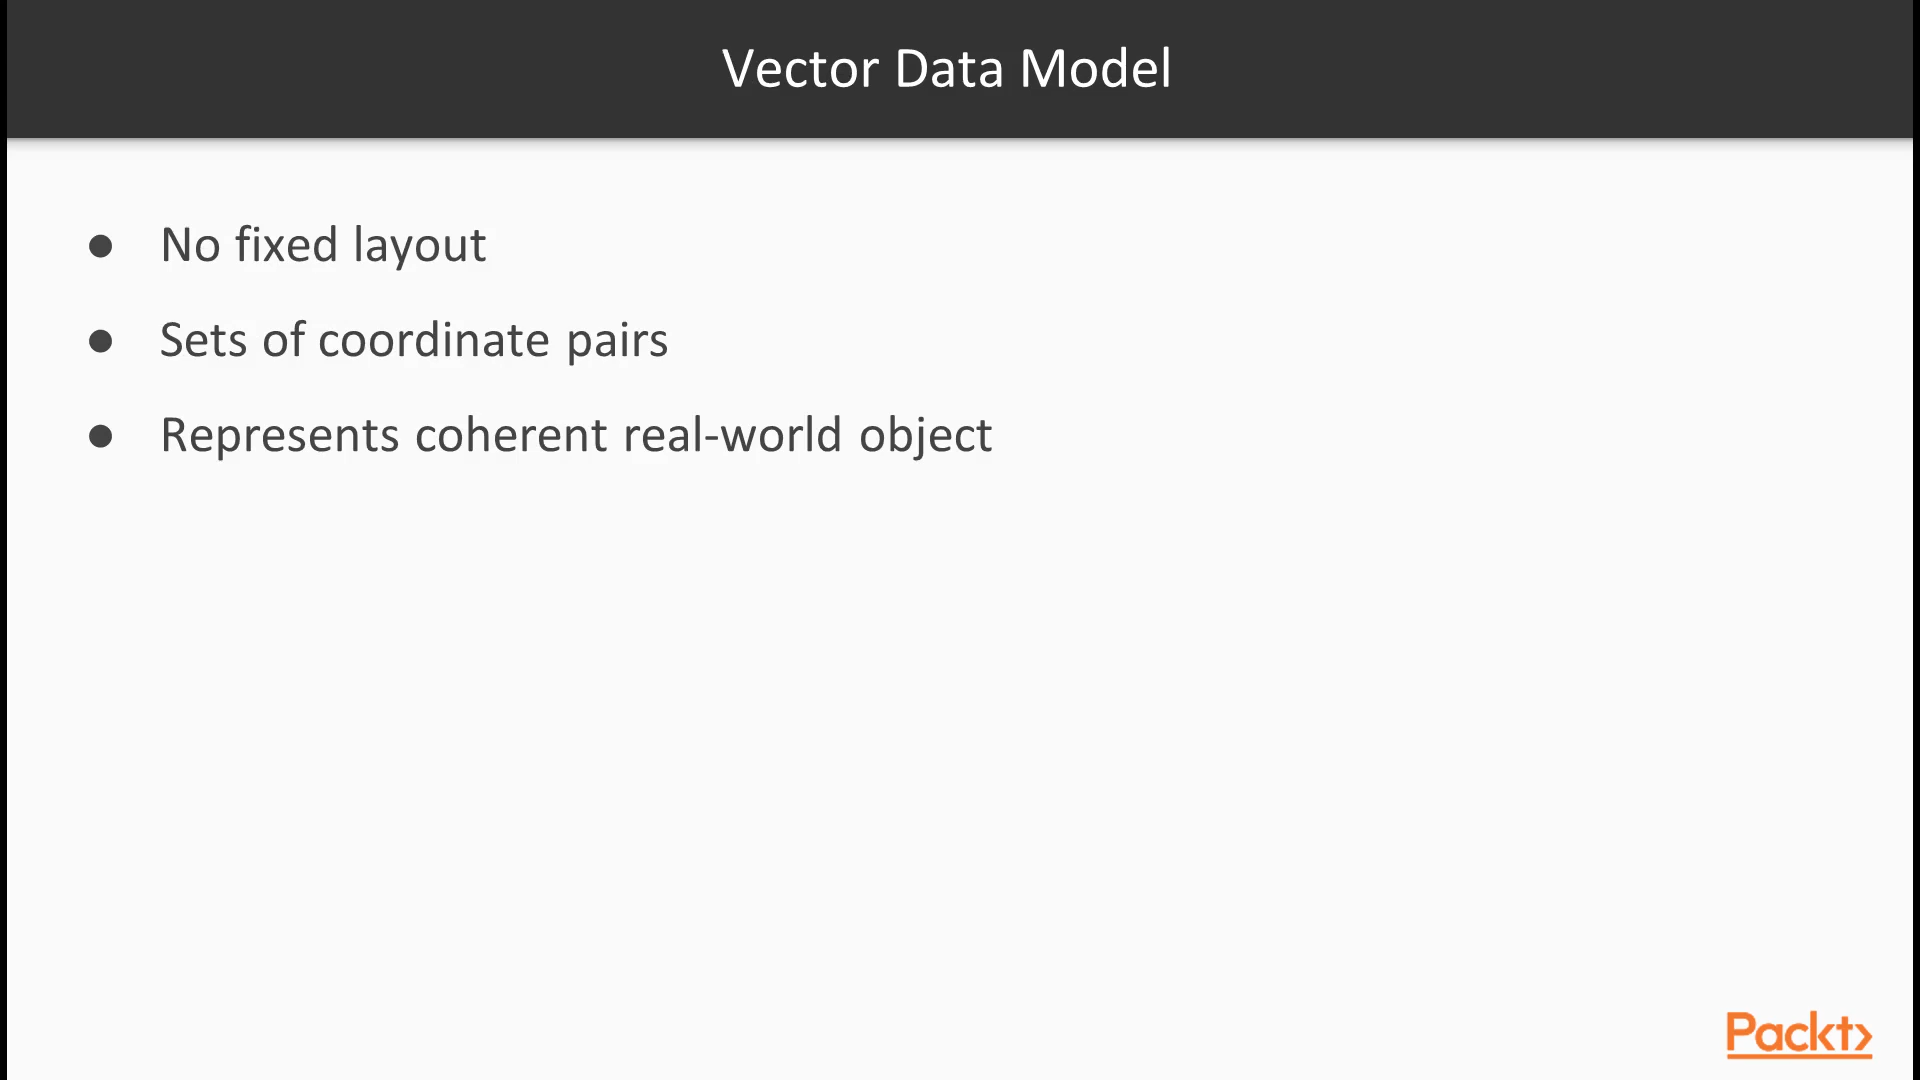 Vector Data Model
● No fixed layout
● Sets of coordinate pairs
● Represents coherent real-world object
Packt>